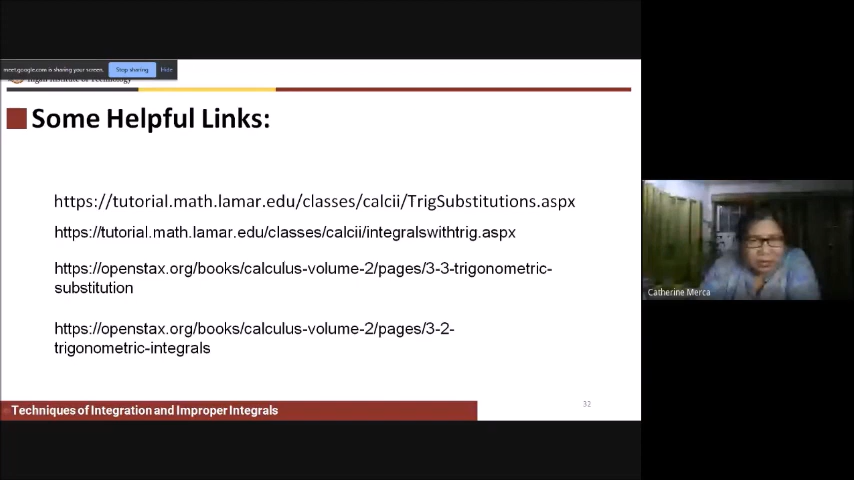 meet.google.com is sharing your screen. Stop sharing Hide
Institute of Technology
Some Helpful Links:
https://tutorial.math.lamar.edu/classes/calcii/TrigSubstitutions.aspx
https://tutorial.math.lamar.edu/classes/calcii/integralswithtrig.aspx
https://openstax.org/books/calculus-volume-2/pages/3-3-trigonometric-
substitution
https://openstax.org/books/calculus-volume-2/pages/3-2-
trigonometric-integrals
Catherine Merca
Techniques of Integration and Improper Integrals
32